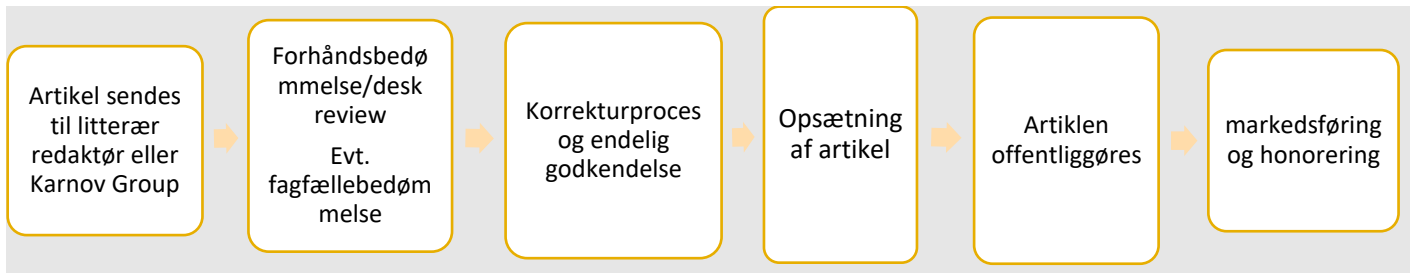 Artikel sendes
til litterær
redaktør eller
Karnov Group
Forhåndsbedø
mmelse/desk
review
Evt.
fagfællebedøm
mmelse
Korrekturproces
og endelig
godkendelse
Opsætning
af artikel
Artiklen
offentliggøres
markedsføring
og honorering